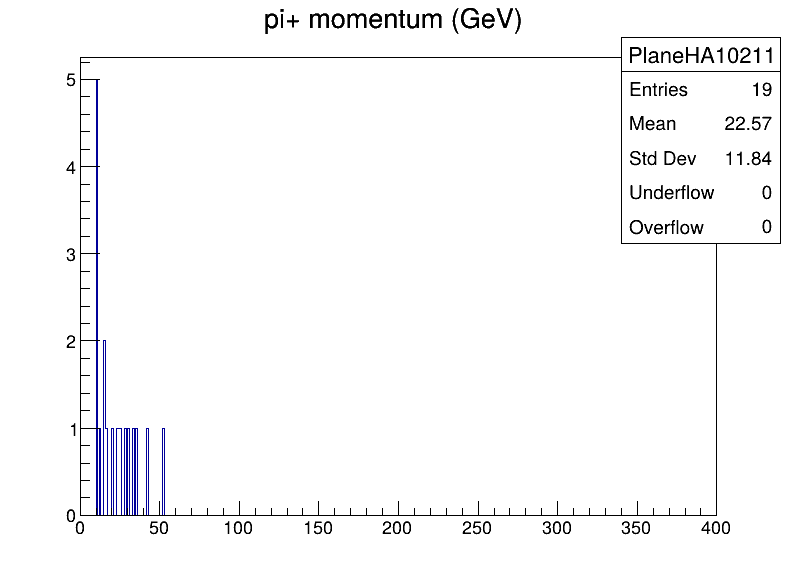 pi+ momentum (GeV)
PlaneHA10211
Entries 19
Mean 22.57
Std Dev 11.84
Underflow 0
Overflow 0
5
4
3
2
1
0
0 50 100 150 200 250 300 350 400